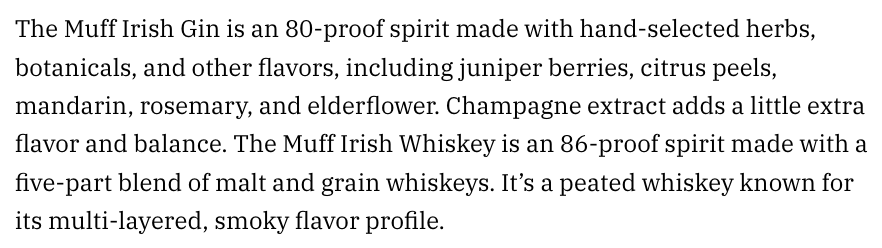 The Muff Irish Gin is an 80-proof spirit made with hand-selected herbs,
botanicals, and other flavors, including juniper berries, citrus peels,
mandarin, rosemary, and elderflower. Champagne extract adds a little extra
flavor and balance. The Muff Irish Whiskey is an 86-proof spirit made with a
five-part blend of malt and grain whiskeys. It’s a peated whiskey known for
its multi-layered, smoky flavor profile.